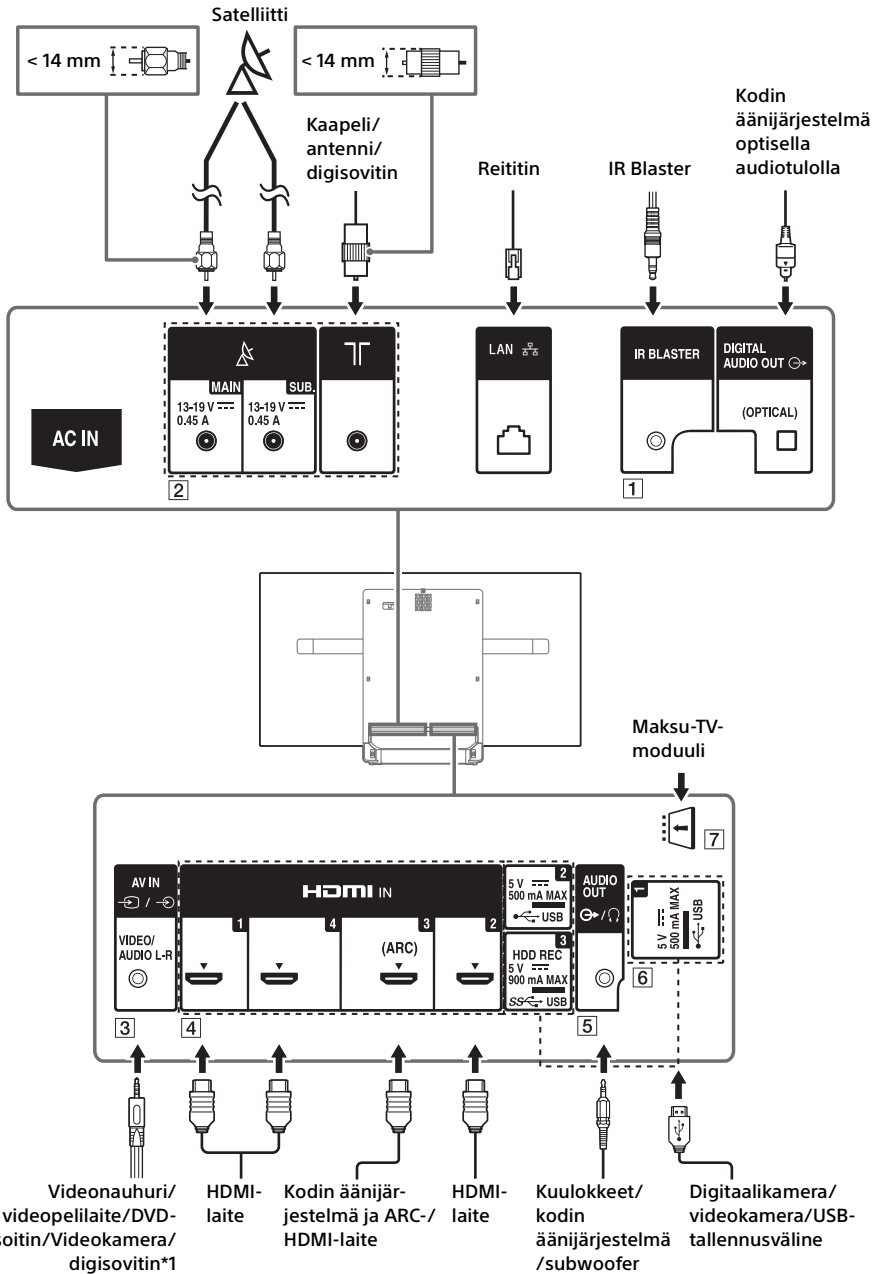 Satelliitti
< 14 mm
< 14 mm
Kaapeli/
antenni/
digisovitin
Reititin
IR Blaster
Kodin
äänijärjestelmä
optisella
audiotulolla
AC IN
MAIN
13-19 V
0.45 A
SUB.
13-19 V
0.45 A
2
LAN
IR BLASTER
1
DIGITAL
AUDIO OUT
(OPTICAL)
Maksu-TV-
moduuli
7
AV IN
/
VIDEO/
AUDIO L-R
3
HDMI IN
1
4
3
(ARC)
2
4
2
5 V
500 mA MAX
USB
3
HDD REC
5 V
900 mA MAX
SS USB
AUDIO
OUT
/
5
1
5 V
500 mA MAX
USB
6
Videonauhuri/
videopelilaite/DVD-
soitin/Videokamera/
digisovitin*1
HDMI-
laite
Kodin äänijär-
jestelmä ja ARC-/
HDMI-laite
HDMI-
laite
Kuulokkeet/
kodin
äänijärjestelmä
/subwoofer
Digitaalikamera/
videokamera/USB-
tallennusväline